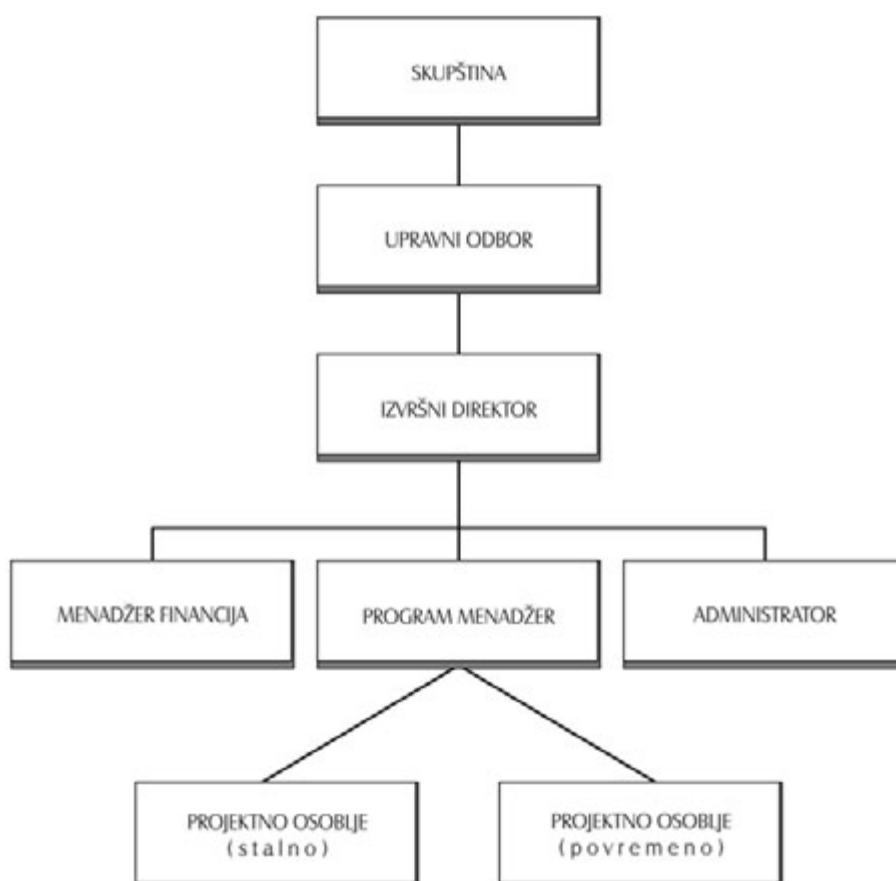 SKUPŠTINA
UPRAVNI ODBOR
IZVRŠNI DIREKTOR
MENADŽER FINANCIJA
PROGRAM MENADŽER
ADMINISTRATOR
PROJEKTNO OSOBLJE
(stalno)
PROJEKTNO OSOBLJE
(povremeno)